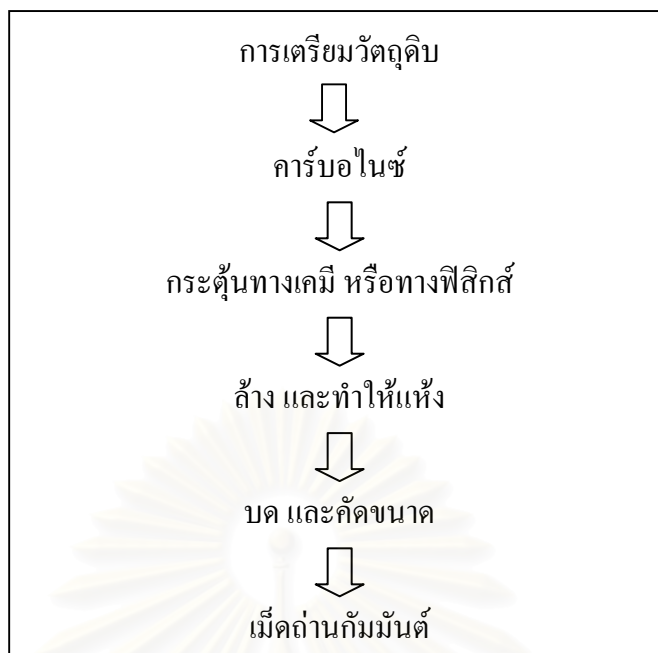 การเตรียมวัตถุดิบ
คาร์บอไนซ์
กระตุ้นทางเคมี หรือทางฟิสิกส์
ล้าง และทำให้แห้ง
บด และคัดขนาด
เม็ดถ่านกัมมันต์